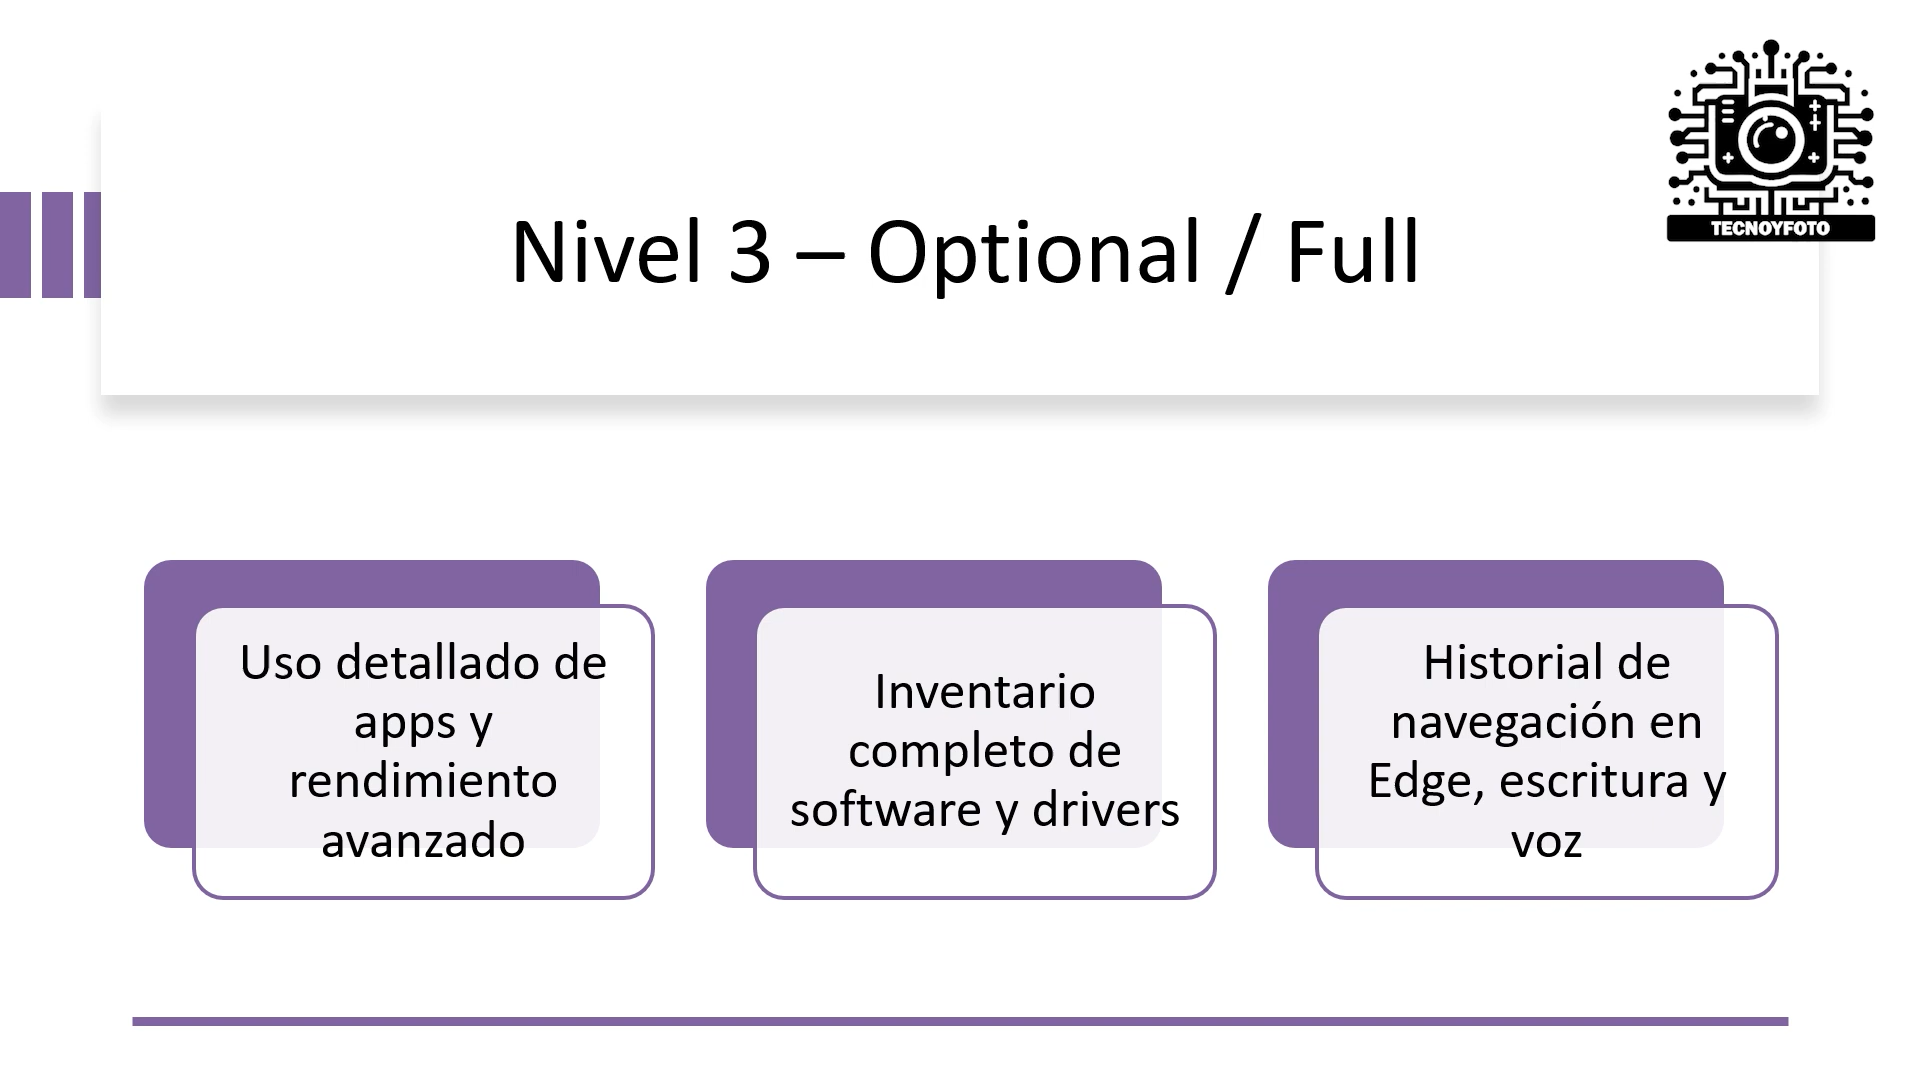 TECNOYFOTO
Nivel 3 – Optional / Full
Uso detallado de
apps y
rendimiento
avanzado
Inventario
completo de
software y drivers
Historial de
navegación en
Edge, escritura y
voz